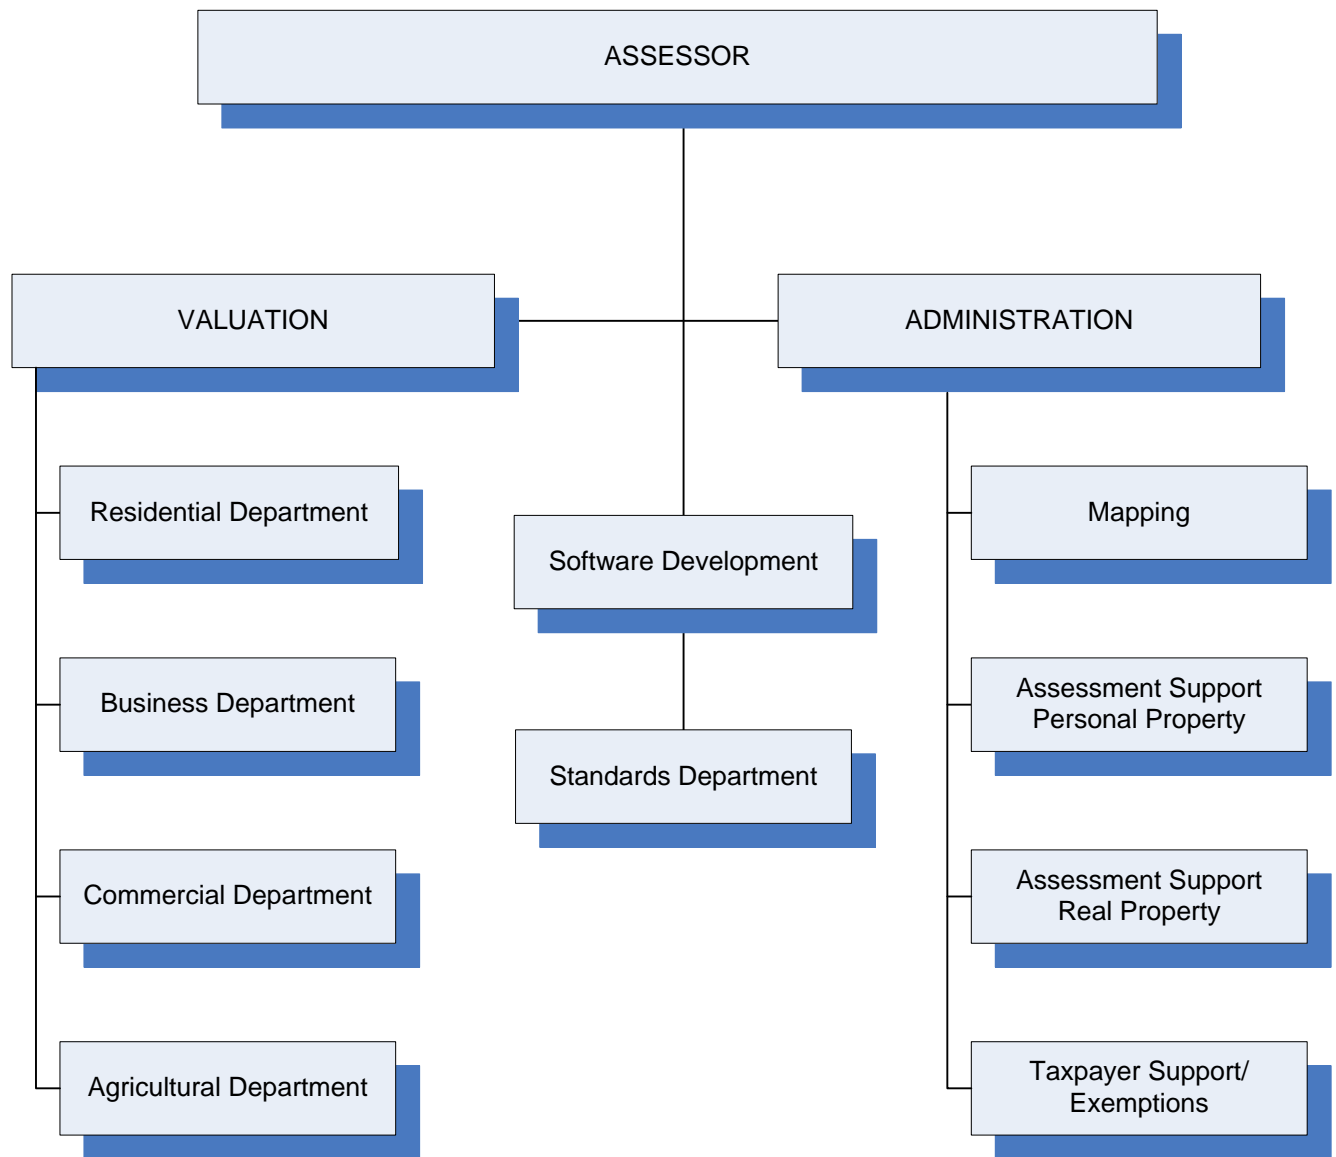 ASSESSOR
VALUATION
ADMINISTRATION
Residential Department
Business Department
Commercial Department
Agricultural Department
Software Development
Standards Department
Mapping
Assessment Support
Personal Property
Assessment Support
Real Property
Taxpayer Support/
Exemptions